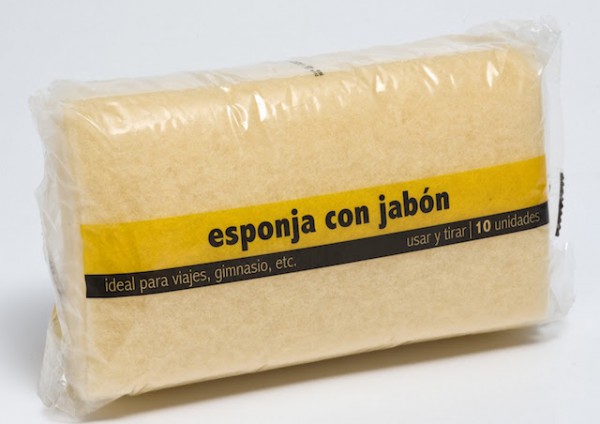 esponja con jabón
ideal para viajes, gimnasio, etc.
usar y tirar | 10 unidades